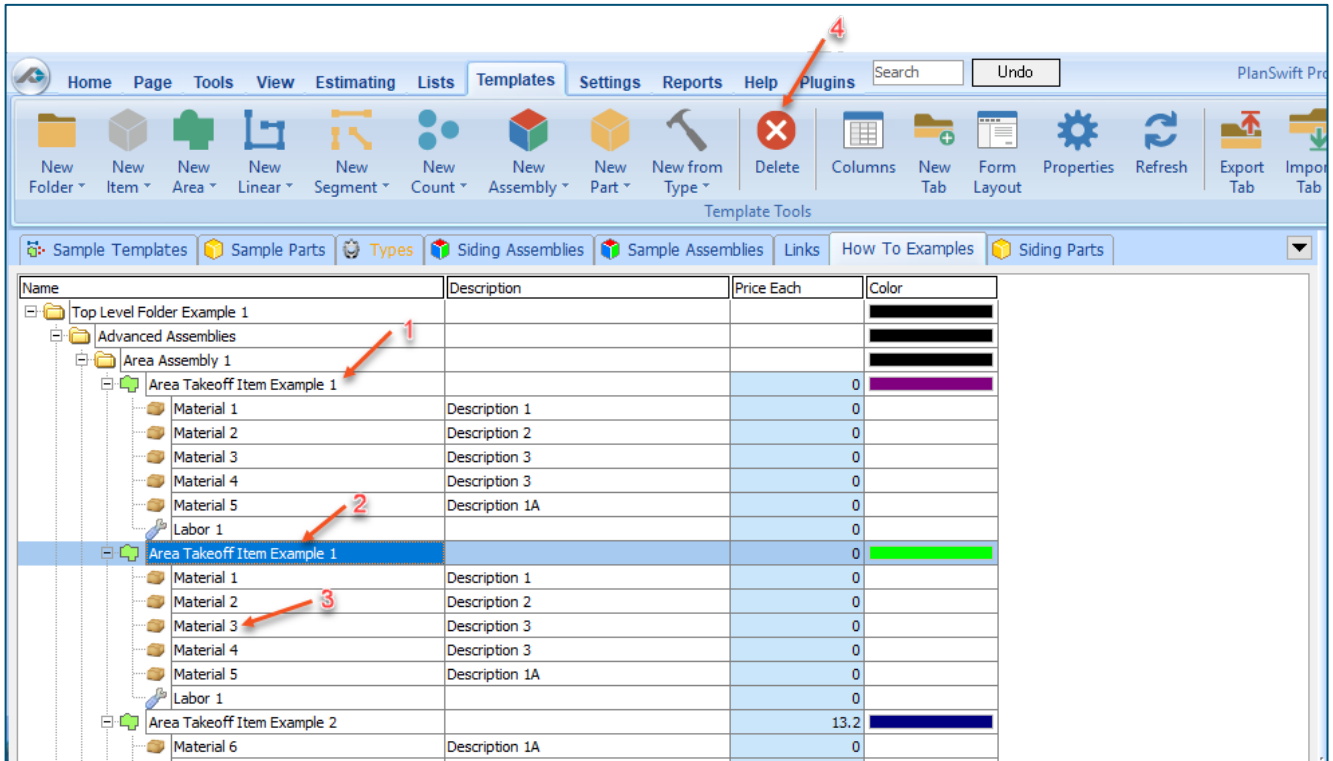 4
Home Page Tools View Estimating Lists Templates Settings Reports Help Plugins Search Undo PlanSwift Pro
New Folder New Item New Area New Linear New Segment New Count New Assembly New Part New from Type Delete Columns New Tab Form Layout Properties Refresh Export Tab Tab
Template Tools
Sample Templates Sample Parts Types Siding Assemblies Sample Assemblies Links How To Examples Siding Parts
Name Description Price Each Color
Top Level Folder Example 1
Advanced Assemblies 1
Area Assembly 1
Area Takeoff Item Example 1 0
Material 1 Description 1 0
Material 2 Description 2 0
Material 3 Description 3 0
Material 4 Description 3 0
Material 5 Description 1A 0
2
Labor 1 0
Area Takeoff Item Example 1 0
Material 1 Description 1 0
Material 2 3 Description 2 0
Material 3 Description 3 0
Material 4 Description 3 0
Material 5 Description 1A 0
Labor 1 0
Area Takeoff Item Example 2 13.2
Material 6 Description 1A 0